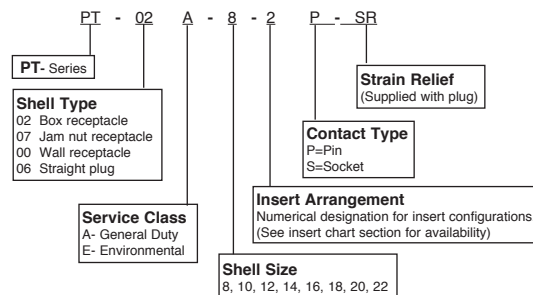 PT - 02 A - 8 - 2 P - SR
PT- Series
Strain Relief
(Supplied with plug)
Shell Type
02 Box receptacle
07 Jam nut receptacle
00 Wall receptacle
06 Straight plug
Contact Type
P=Pin
S=Socket
Insert Arrangement
Numerical designation for insert configurations
(See insert chart section for availability)
Service Class
A- General Duty
E- Environmental
Shell Size
8, 10, 12, 14, 16, 18, 20, 22